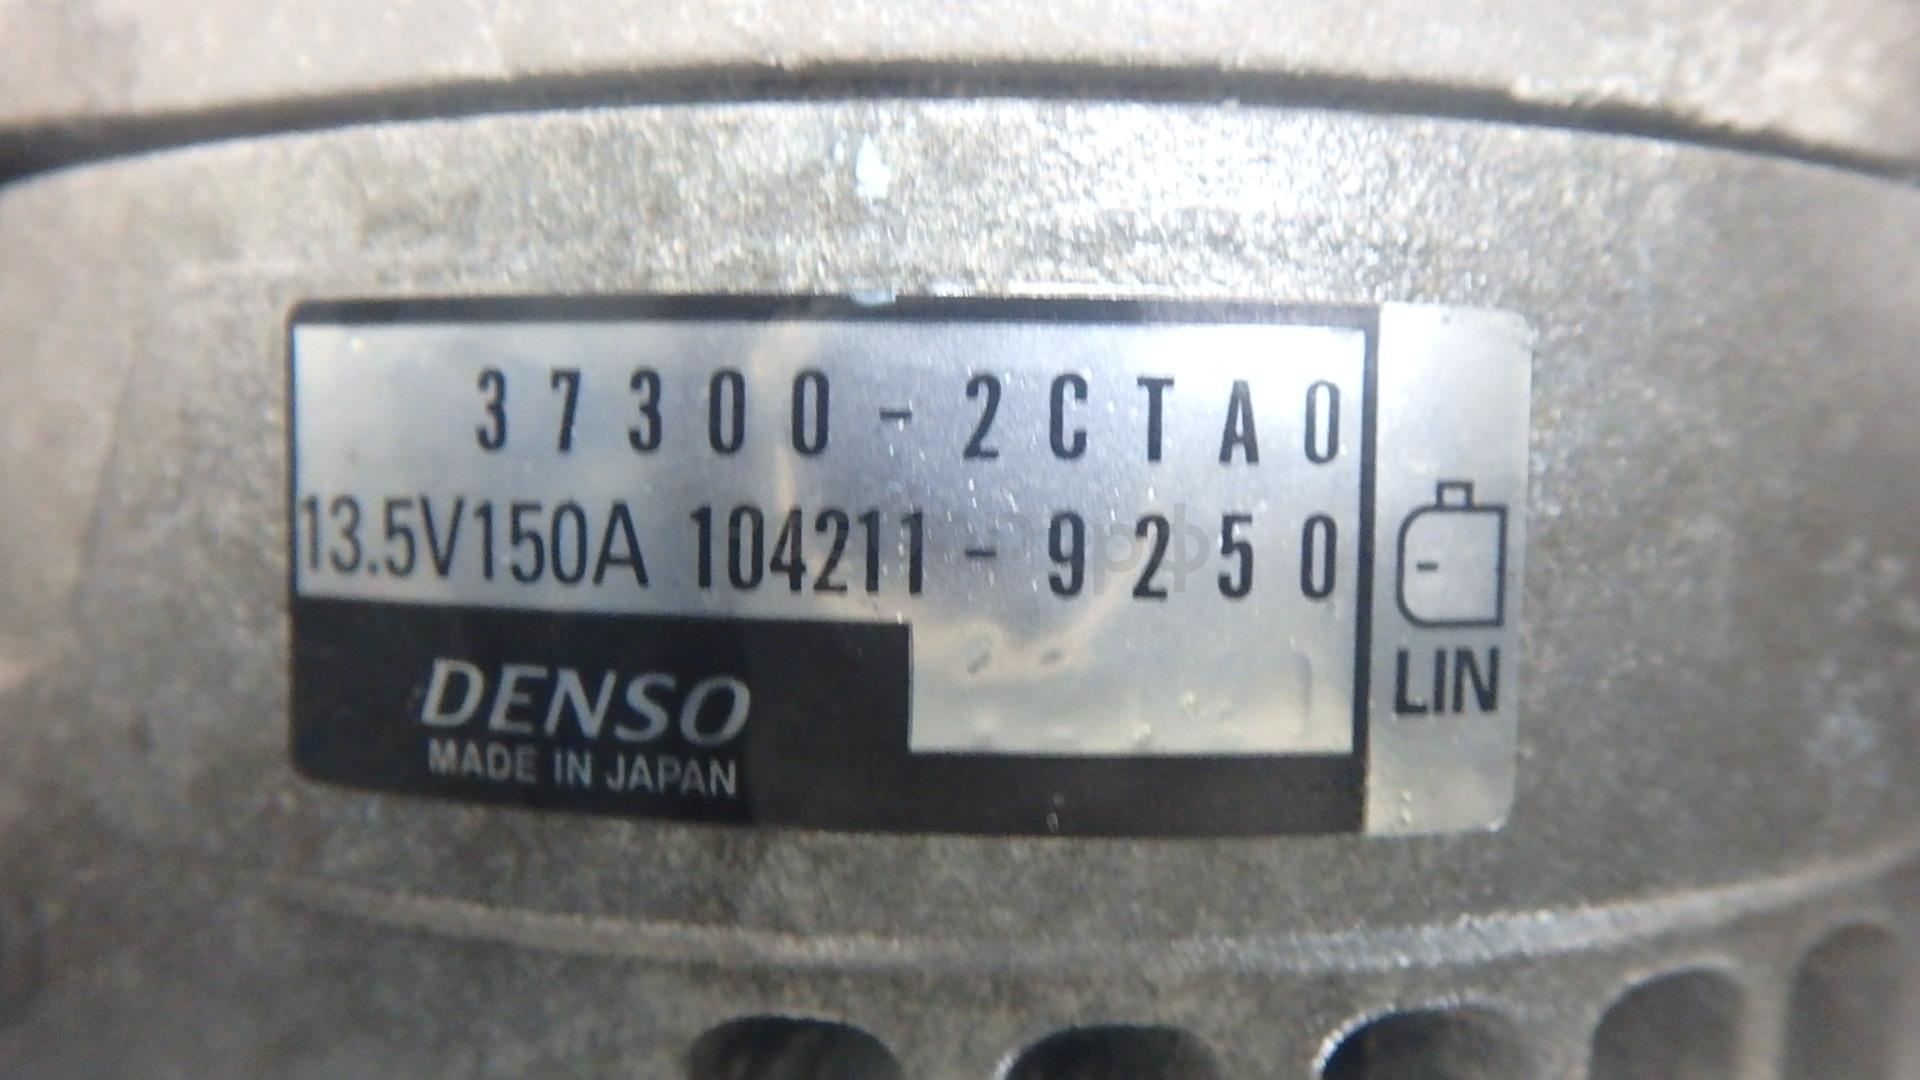 37300-2CTA0
13.5V150A 104211-9250
DENSO
MADE IN JAPAN
LIN